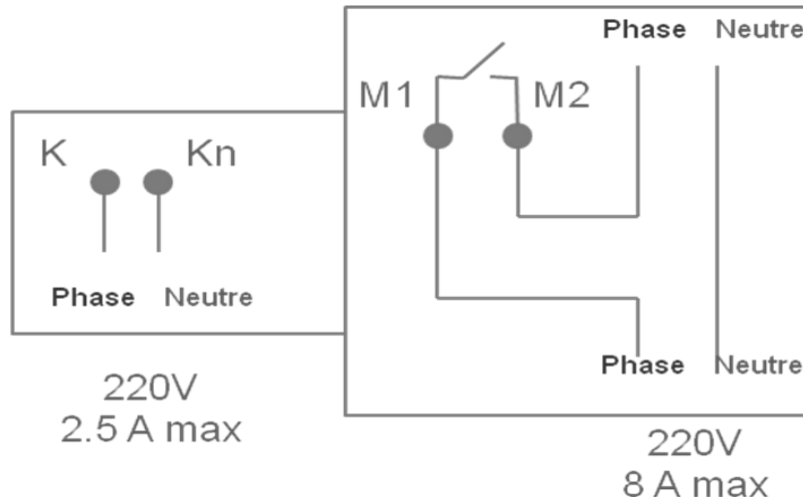 Phase Neutre
M1 M2
K Kn
Phase Neutre
Phase Neutre
220V
2.5 A max
220V
8 A max